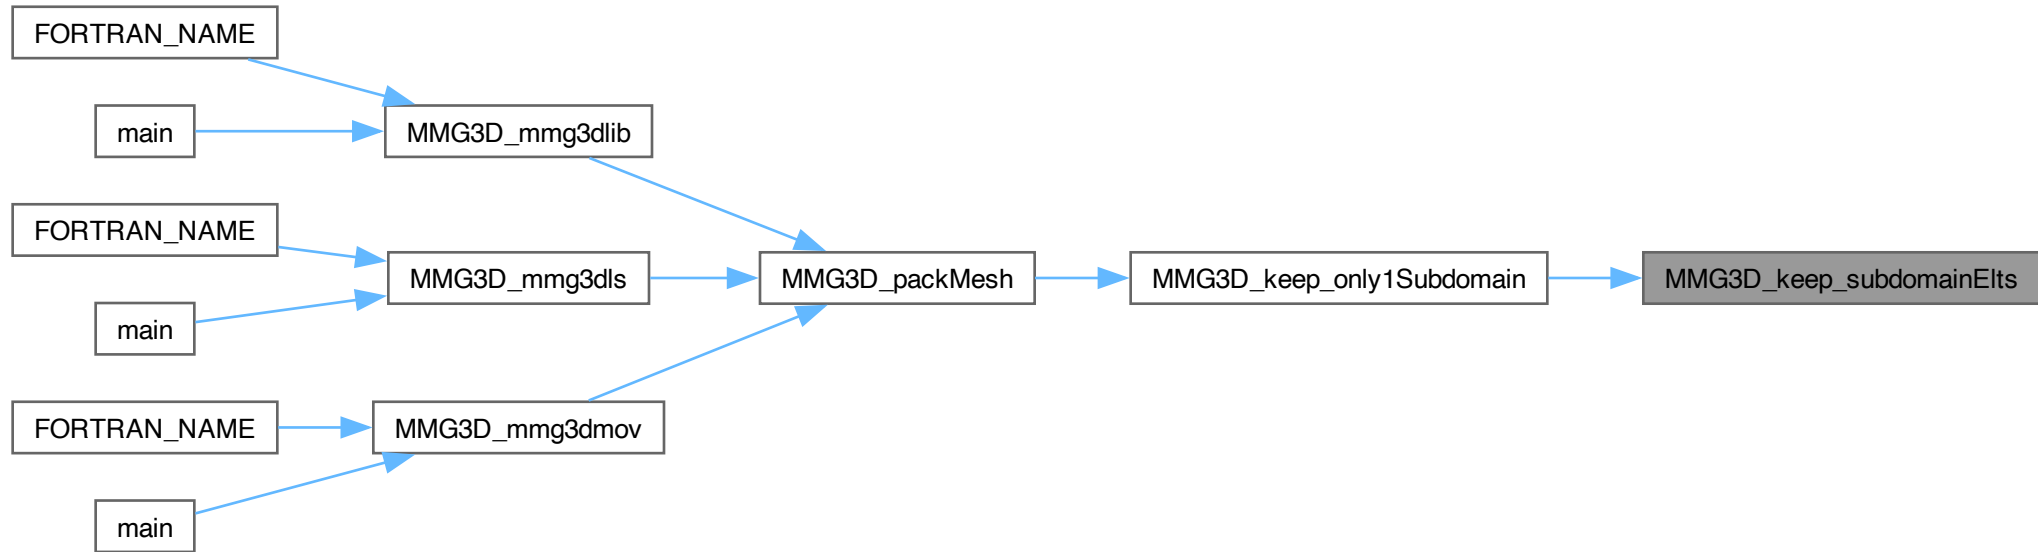 FORTRAN_NAME
main
MMG3D_mmg3dlib
FORTRAN_NAME
main
MMG3D_mmg3dls
MMG3D_packMesh
MMG3D_keep_only1Subdomain
MMG3D_keep_subdomainElts
FORTRAN_NAME
main
MMG3D_mmg3dmov